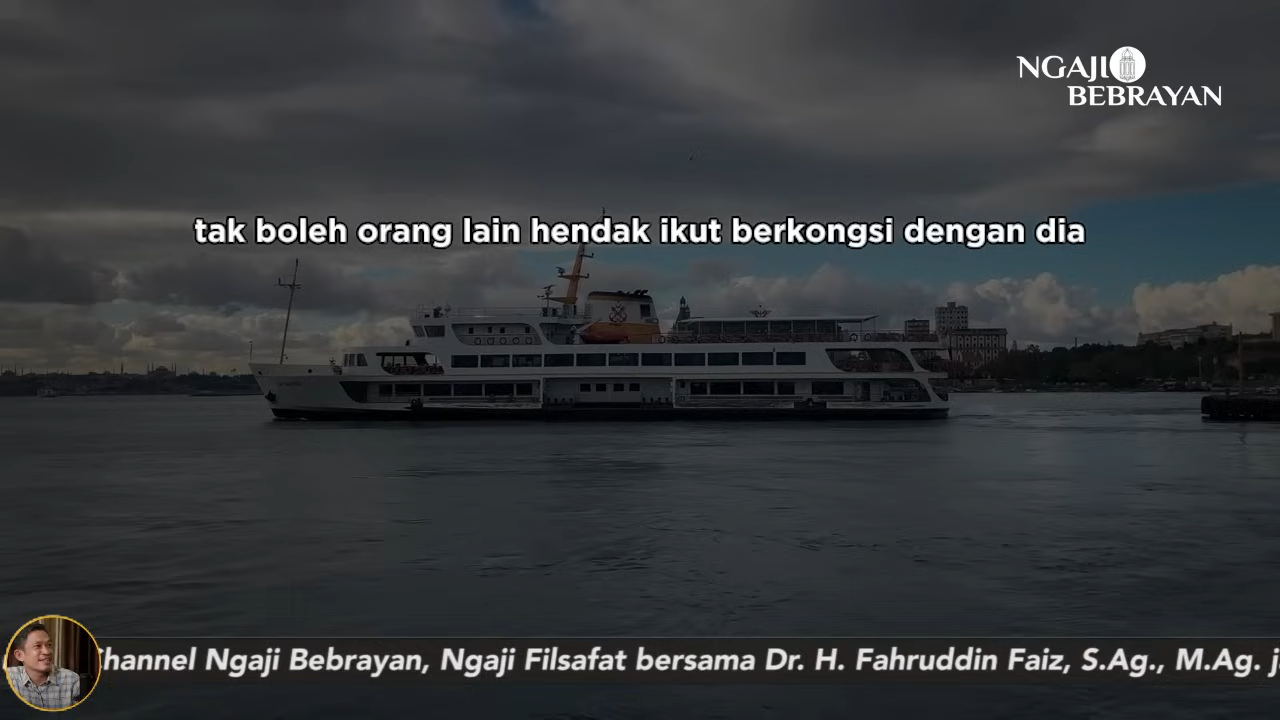 NGAJI
BEBRAYAN
tak boleh orang lain hendak ikut berkongsi dengan dia
Channel Ngaji Bebrayan, Ngaji Filsafat bersama Dr. H. Fahruddin Faiz, S.Ag., M.Ag.